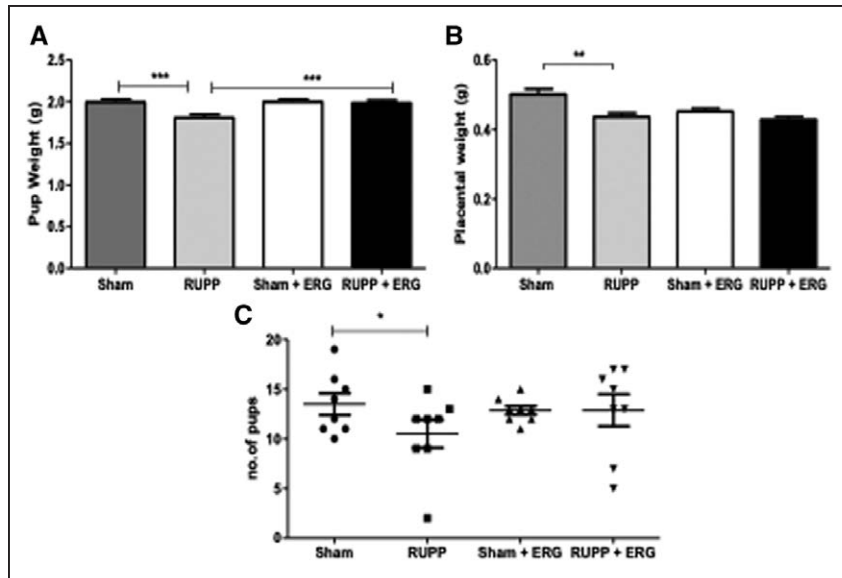 A
Pup Weight (g)
2.5
2.0
1.5
1.0
0.5
0.0
***
***
Sham
RUPP
Sham + ERG
RUPP + ERG
B
Placental weight (g)
0.6
0.4
0.2
0.0
**
Sham
RUPP
Sham + ERG
RUPP + ERG
C
no.of pups
20
15
10
5
0
*
Sham
RUPP
Sham + ERG
RUPP + ERG